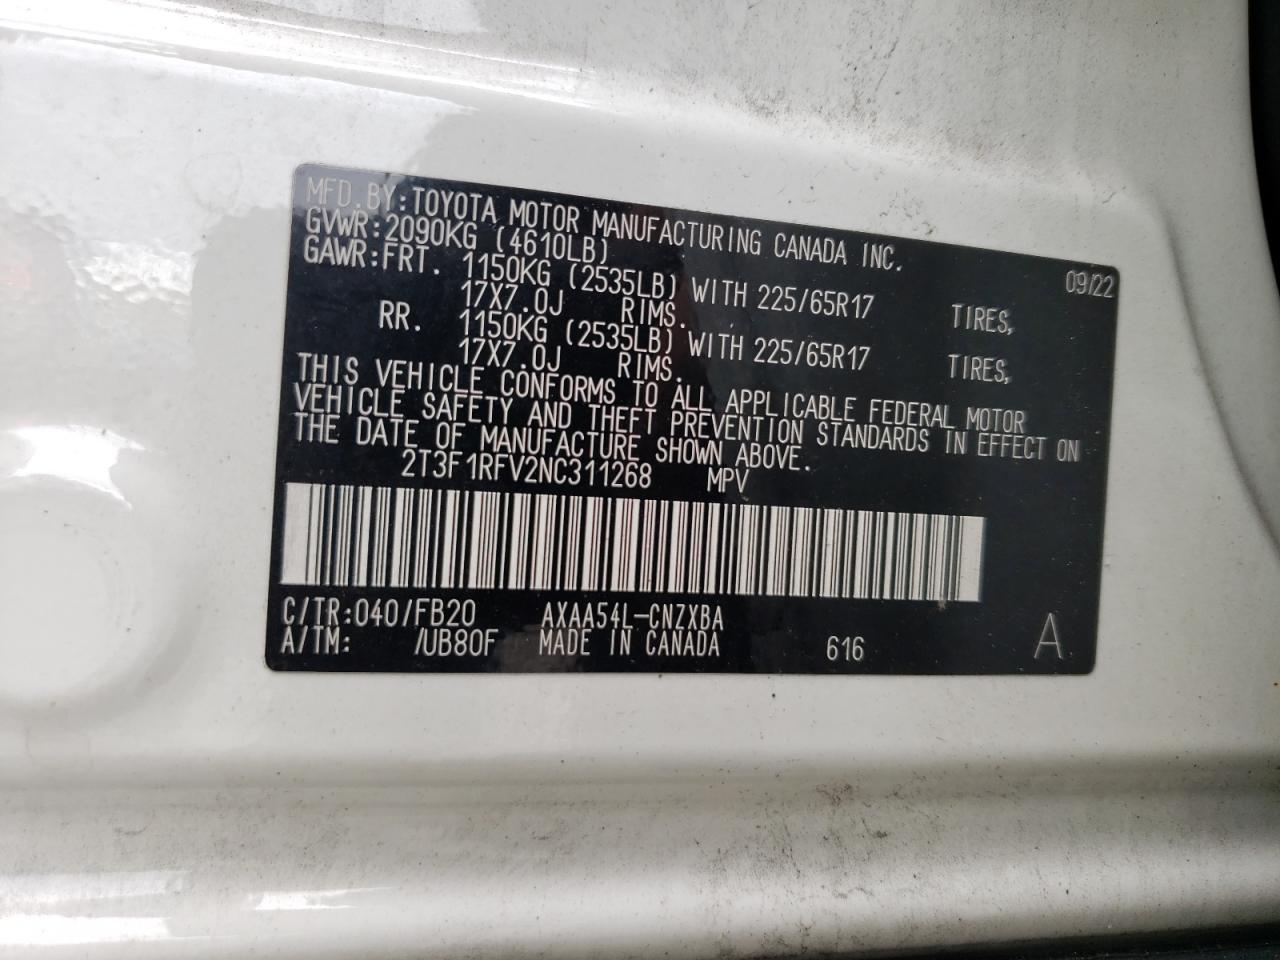 MFD.BY:TOYOTA MOTOR MANUFACTURING CANADA INC.
GVWR:2090KG (4610LB) 09/22
GAWR:FRT. 1150KG (2535LB) WITH 225/65R17 TIRES,
17X7.0J RIMS.
RR. 1150KG (2535LB) WITH 225/65R17 TIRES,
17X7.0J RIMS.
THIS VEHICLE CONFORMS TO ALL APPLICABLE FEDERAL MOTOR
VEHICLE SAFETY AND THEFT PREVENTION STANDARDS IN EFFECT ON
THE DATE OF MANUFACTURE SHOWN ABOVE.
2T3F1RFV2NC311268 MPV
C/TR:040/FB20 AXAA54L-CNZXBA
A/TM: /UB80F MADE IN CANADA 616 A